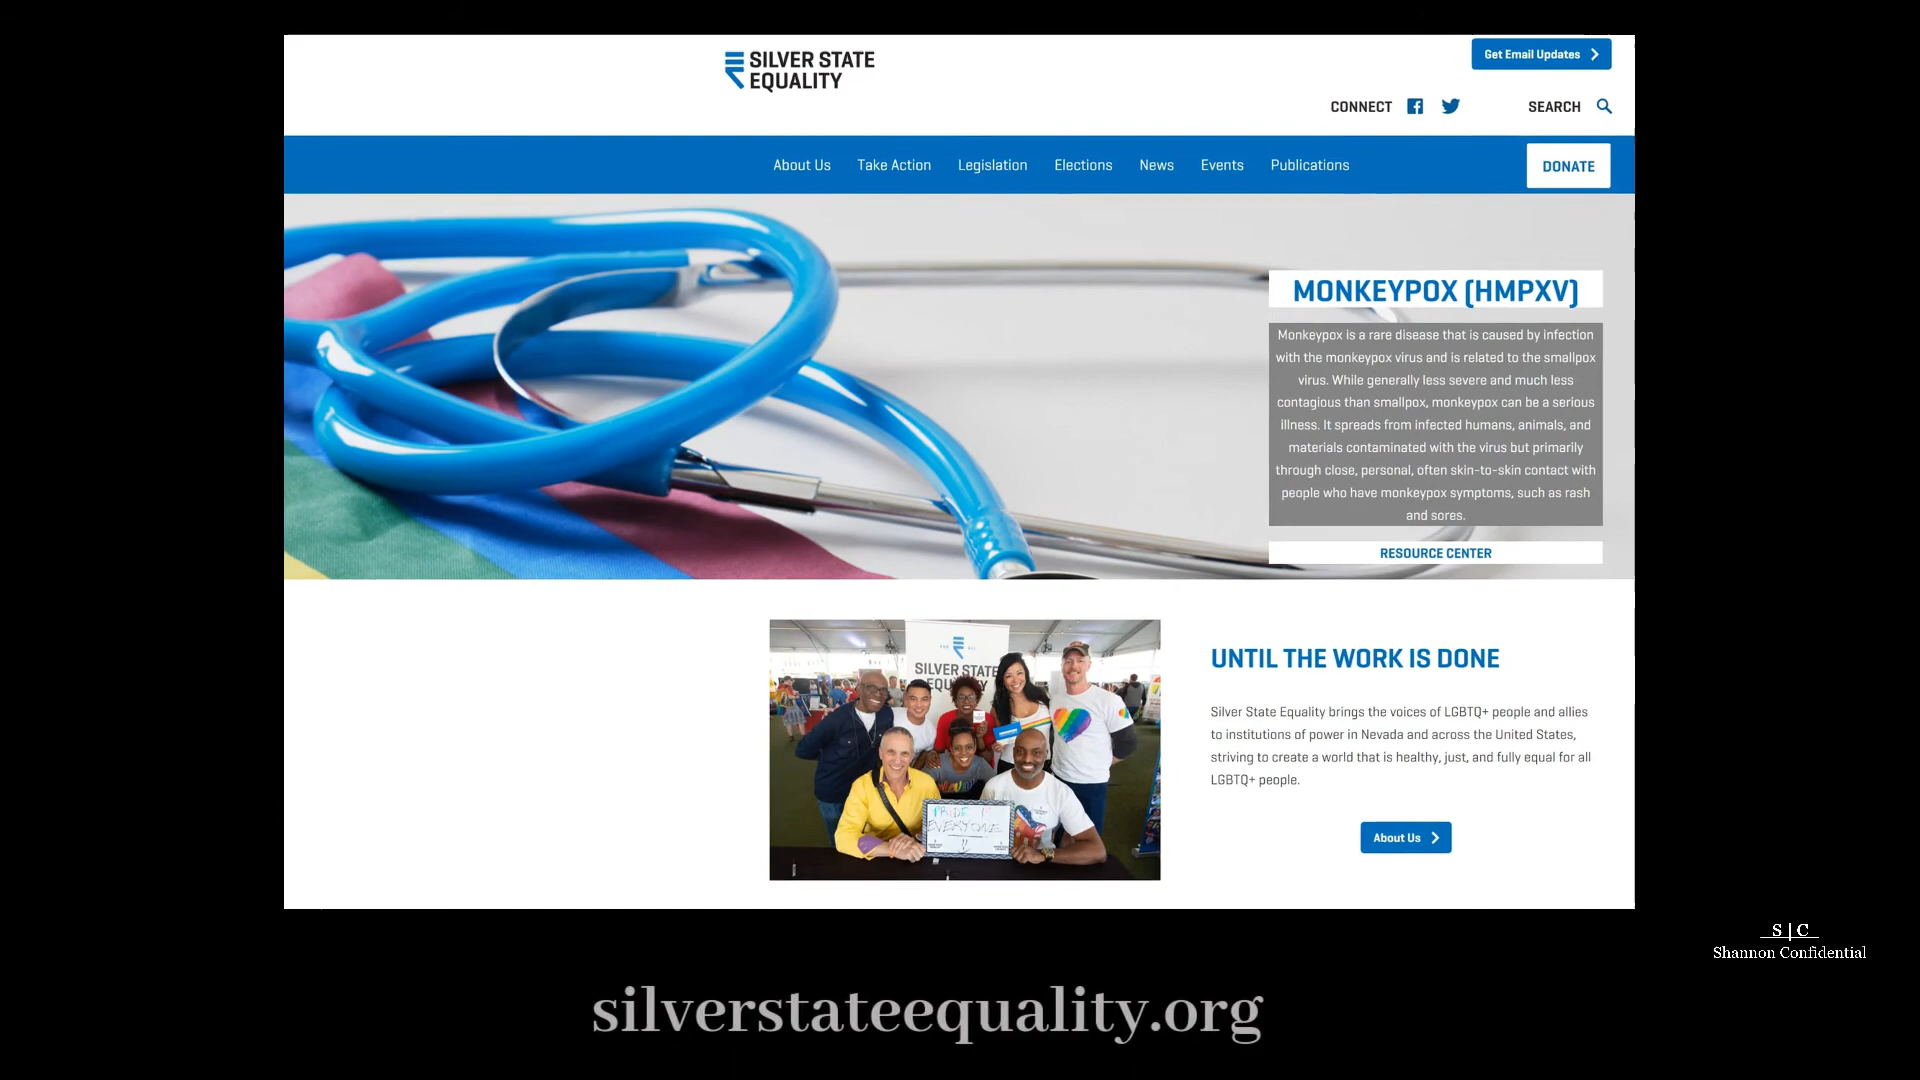 SILVER STATE
EQUALITY
Get Email Updates
CONNECT
SEARCH
About Us Take Action Legislation Elections News Events Publications
DONATE
MONKEYPOX (HMPXV)
Monkeypox is a rare disease that is caused by infection
with the monkeypox virus and is related to the smallpox
virus. While generally less severe and much less
contagious than smallpox, monkeypox can be a serious
illness. It spreads from infected humans, animals, and
materials contaminated with the virus but primarily
through close, personal, often skin-to-skin contact with
people who have monkeypox symptoms, such as rash
and sores.
RESOURCE CENTER
SILVER STATE
EQUALITY
PRIDE
EVERYONE
UNTIL THE WORK IS DONE
Silver State Equality brings the voices of LGBTQ+ people and allies
to institutions of power in Nevada and across the United States,
striving to create a world that is healthy, just, and fully equal for all
LGBTQ+ people.
About Us
S|C
Shannon Confidential
silverstateequality.org